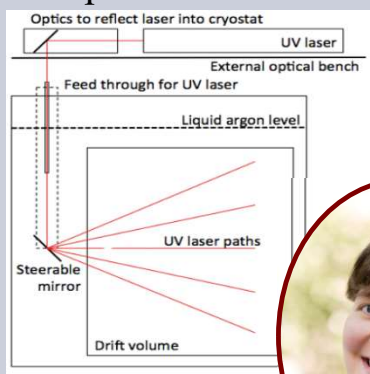 Optics to reflect laser into cryostat
UV laser
External optical bench
Feed through for UV laser
Liquid argon level
UV laser paths
Steerable
mirror
Drift volume